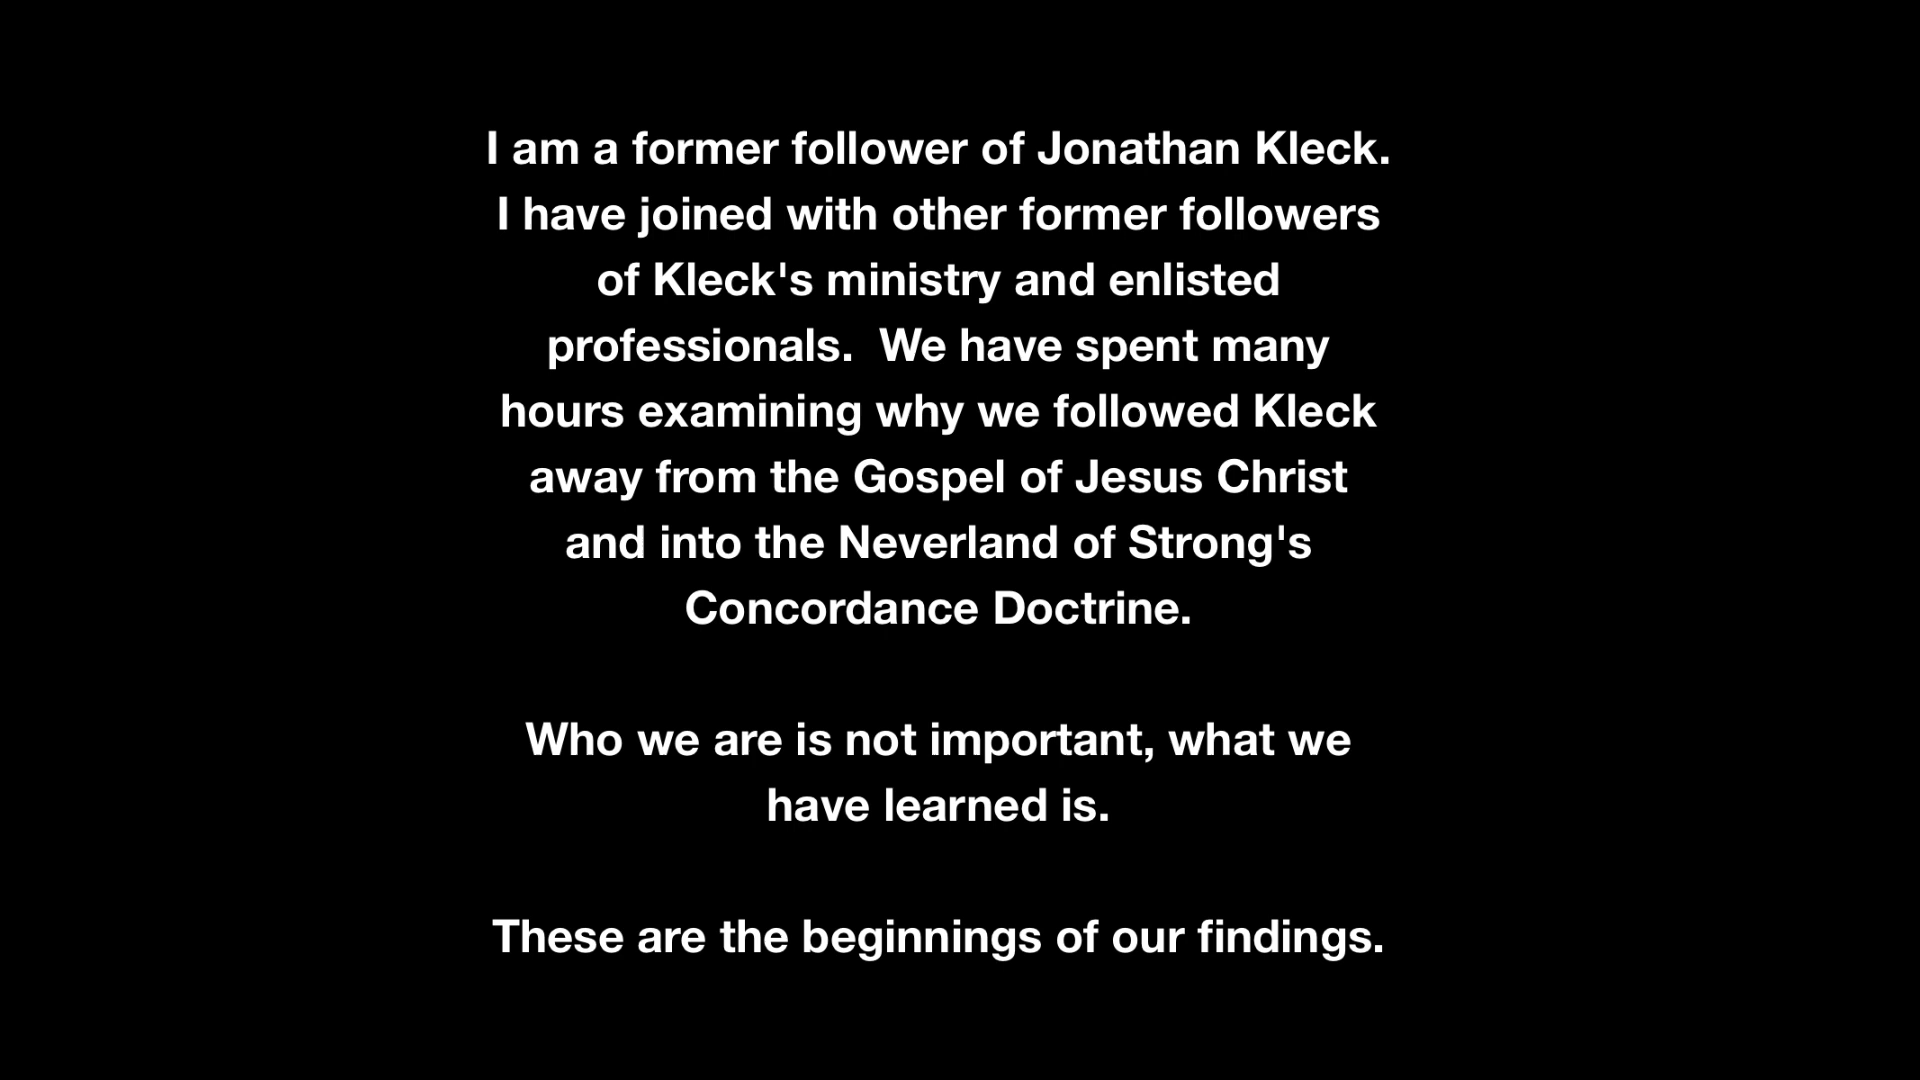 I am a former follower of Jonathan Kleck.
I have joined with other former followers
of Kleck's ministry and enlisted
professionals.  We have spent many
hours examining why we followed Kleck
away from the Gospel of Jesus Christ
and into the Neverland of Strong's
Concordance Doctrine.
Who we are is not important, what we
have learned is.
These are the beginnings of our findings.